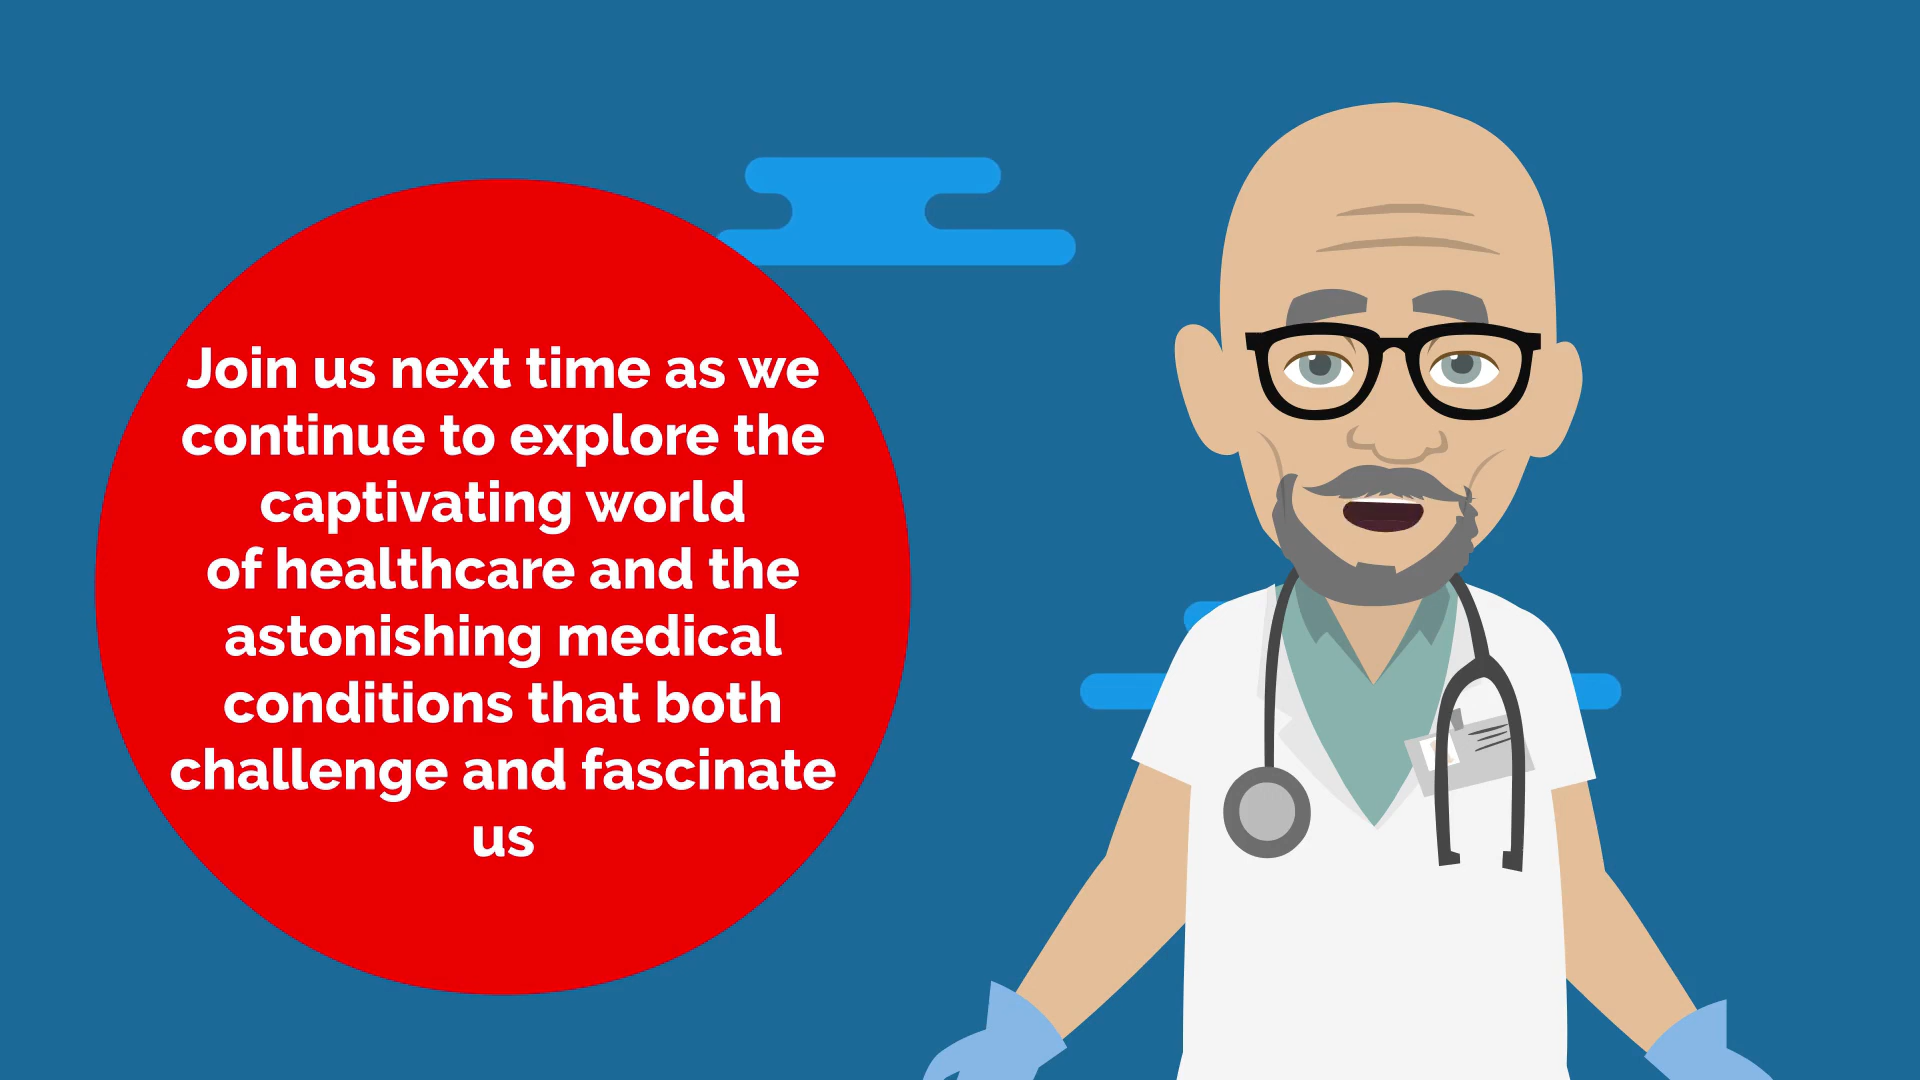 Join us next time as we
continue to explore the
captivating world
of healthcare and the
astonishing medical
conditions that both
challenge and fascinate
us